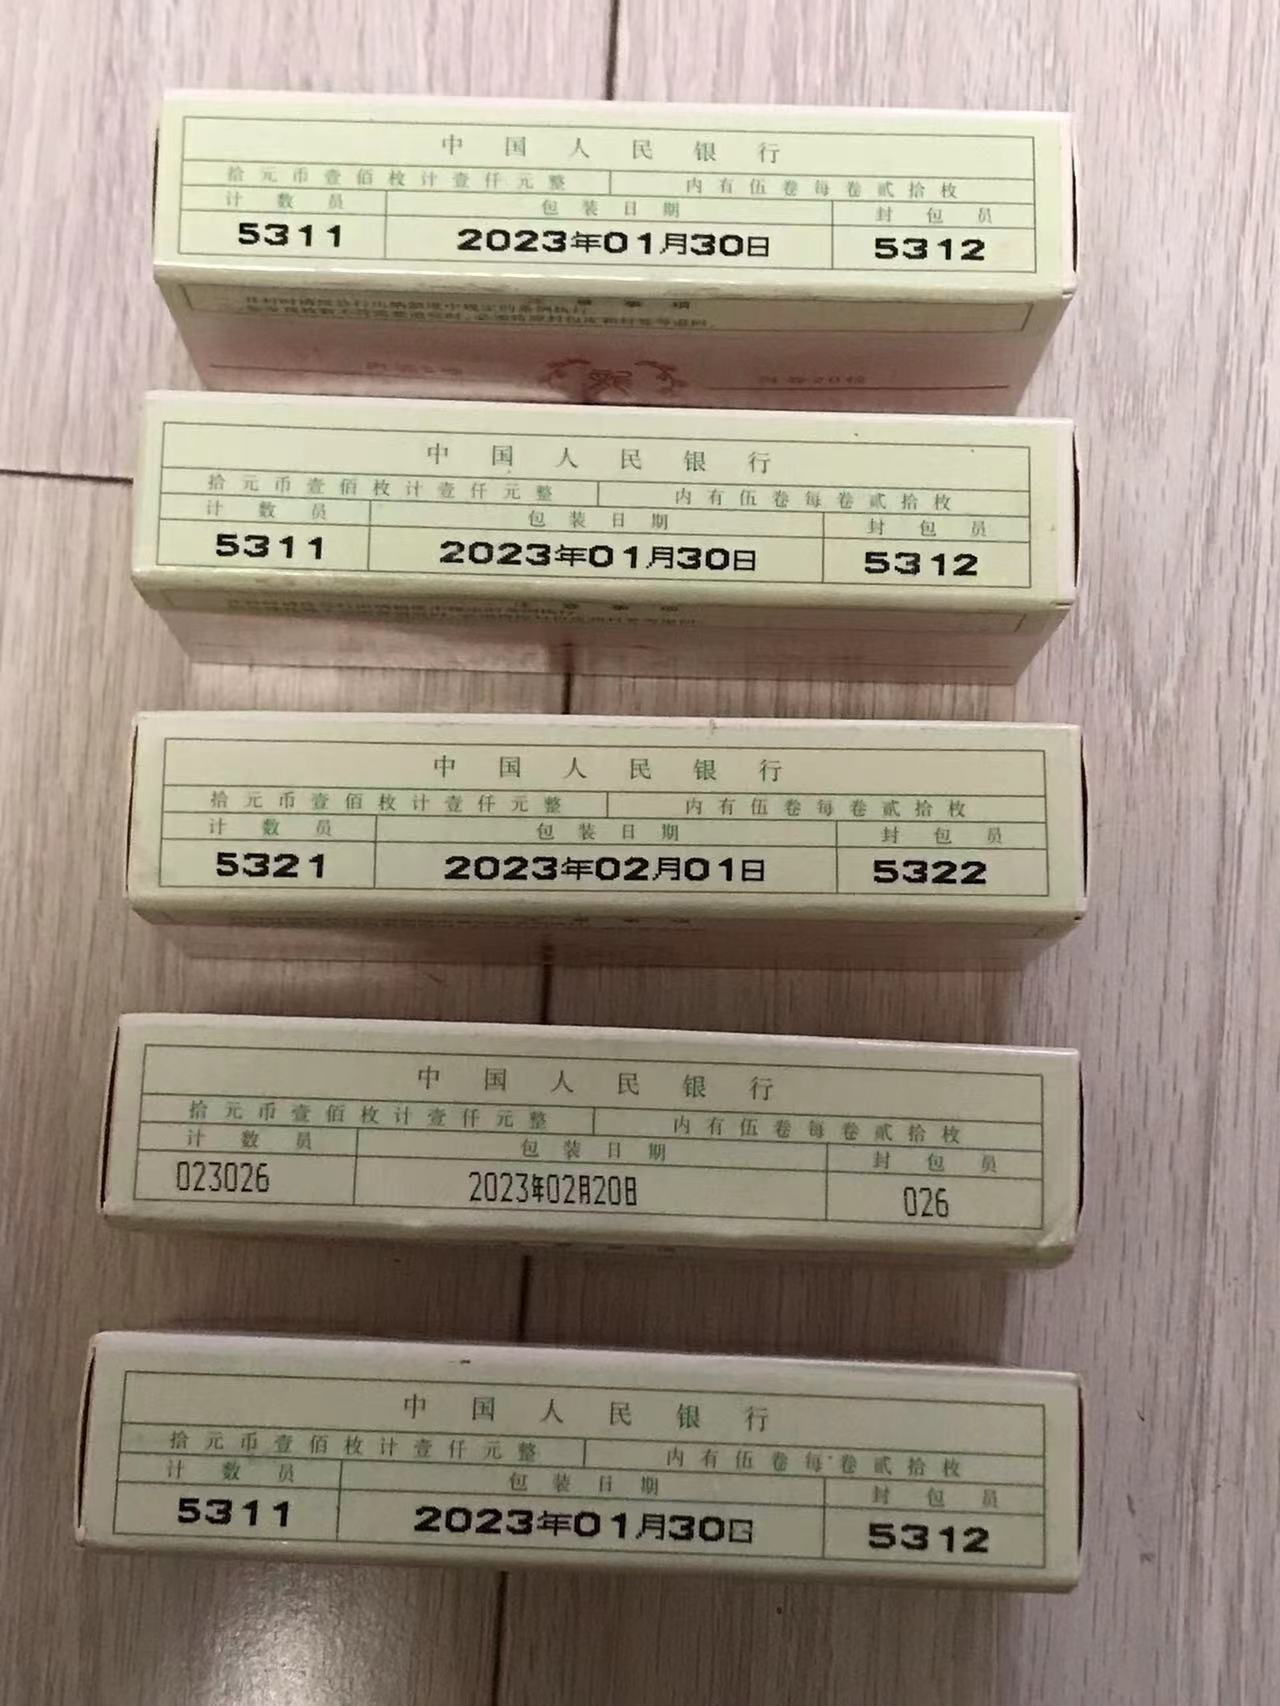 中国人民银行
拾元币壹佰枚计壹仟元整 内有伍卷每卷贰拾枚
计数员 包装日期 封包员
5311 2023年01月30日 5312
注意事项
中国人民银行
拾元币壹佰枚计壹仟元整 内有伍卷每卷贰拾枚
计数员 包装日期 封包员
5311 2023年01月30日 5312
注意事项
中国人民银行
拾元币壹佰枚计壹仟元整 内有伍卷每卷贰拾枚
计数员 包装日期 封包员
5321 2023年02月01日 5322
中国人民银行
拾元币壹佰枚计壹仟元整 内有伍卷每卷贰拾枚
计数员 包装日期 封包员
023026 2023年02月20日 026
中国人民银行
拾元币壹佰枚计壹仟元整 内有伍卷每卷贰拾枚
计数员 包装日期 封包员
5311 2023年01月30日 5312